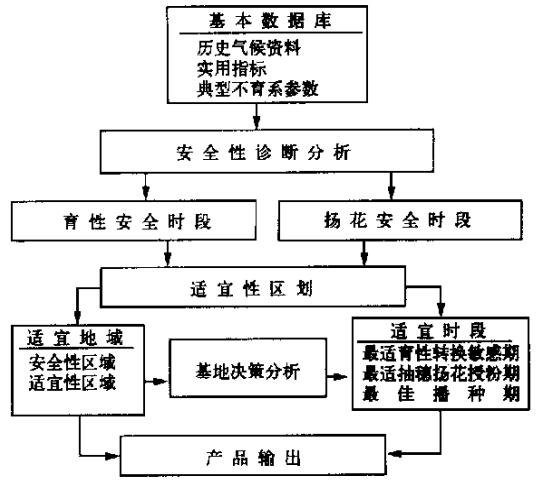 基本数据库
历史气候资料
实用指标
典型不育系参数
安全性诊断分析
育性安全时段
扬花安全时段
适宜性区划
适宜地域
安全性区域
适宜性区域
基地决策分析
适宜时段
最适育性转换敏感期
最适抽穗扬花授粉期
最佳播种期
产品输出